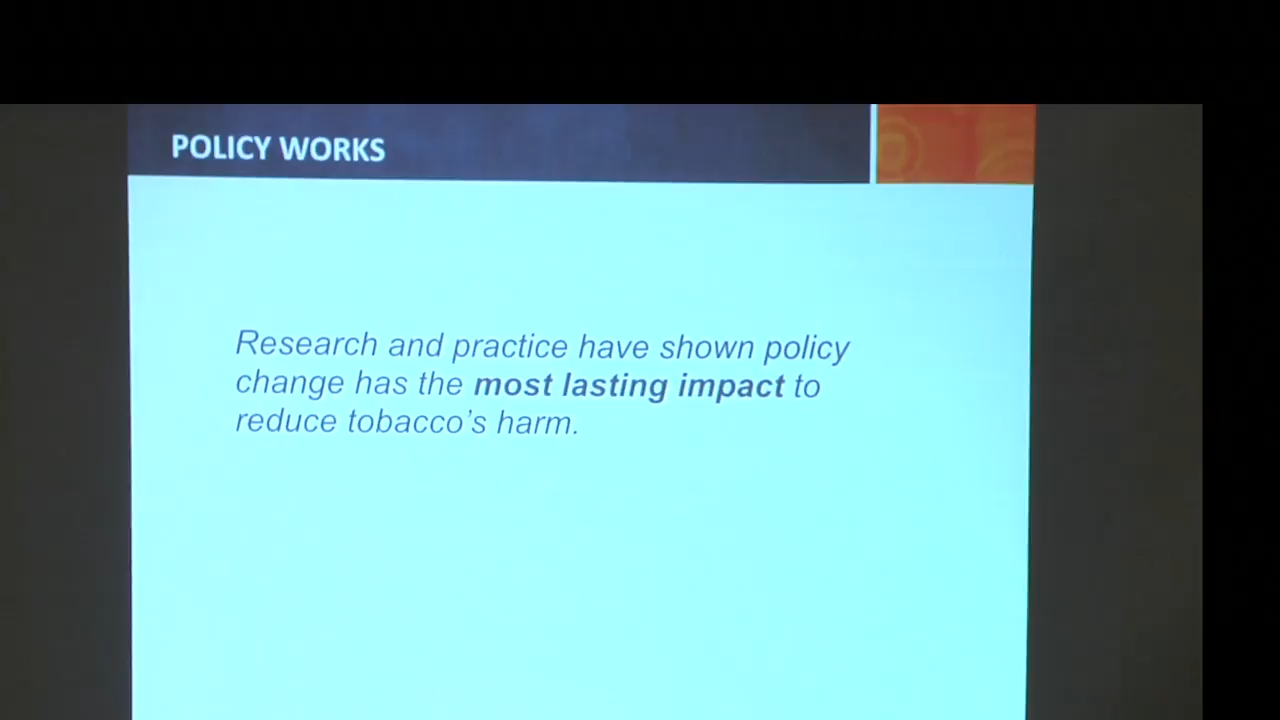 POLICY WORKS
Research and practice have shown policy
change has the most lasting impact to
reduce tobacco’s harm.